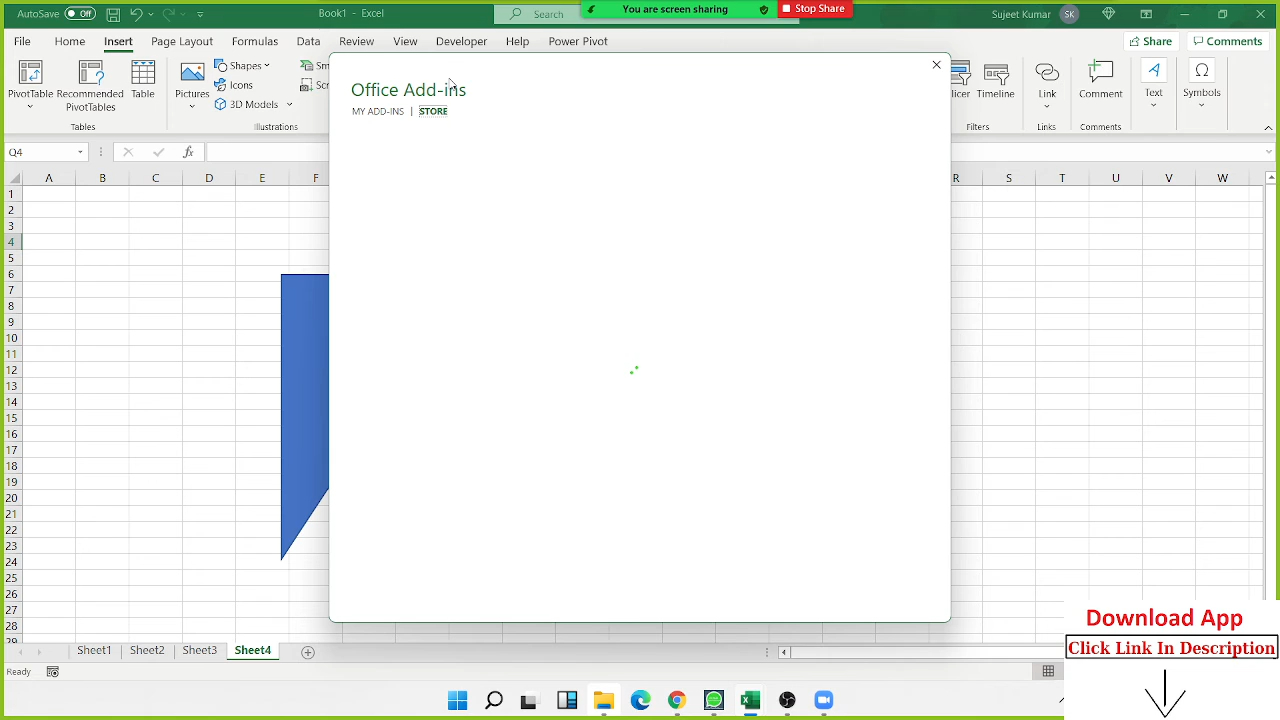 AutoSave Off Book1 - Excel Search You are screen sharing Stop Share Sujeet Kumar SK
File Home Insert Page Layout Formulas Data Review View Developer Help Power Pivot Share Comments
PivotTable
Recommended
PivotTables
Table
Tables
Pictures
Shapes
Icons
3D Models
Illustrations
Timeline
Filters
Links
Links
Comment
Comments
Text
Symbols
Office Add-ins
MY ADD-INS | STORE
Q4 fx
A B C D E F R S T U V W
1
2
3
4
5
6
7
8
9
10
11
12
13
14
15
16
17
18
19
20
21
22
23
24
25
26
27
28
29
Sheet1 Sheet2 Sheet3 Sheet4
Ready
Download App
Click Link In Description